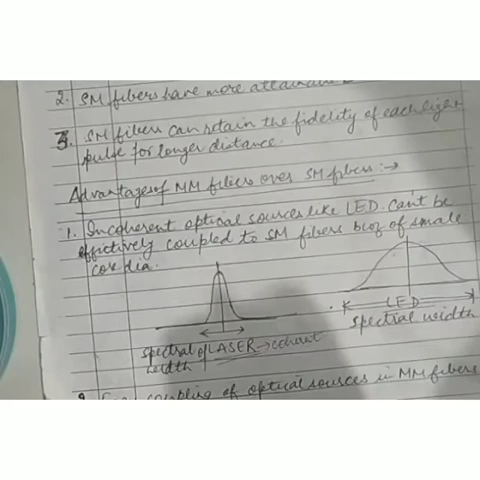 2. SM fibers have more
3. SM fibers can retain the fidelity of each light
pulse for longer distance.
Advantages of MM fibers over SM fibers :→
1. Incoherent optical sources like LED. Can't be
effictively coupled to SM fibers bcoz of small
core dia.
LED
spectral width
spectral of LASER → coherent
width
coupling of optical sources in MM fibers